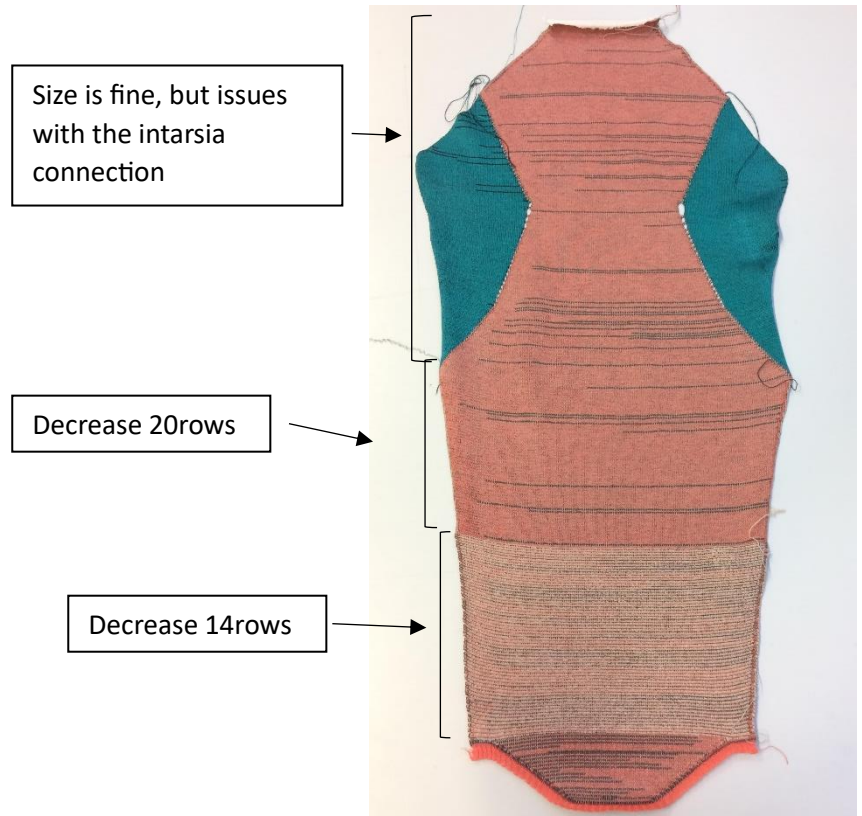 Size is fine, but issues
with the intarsia
connection
Decrease 20rows
Decrease 14rows